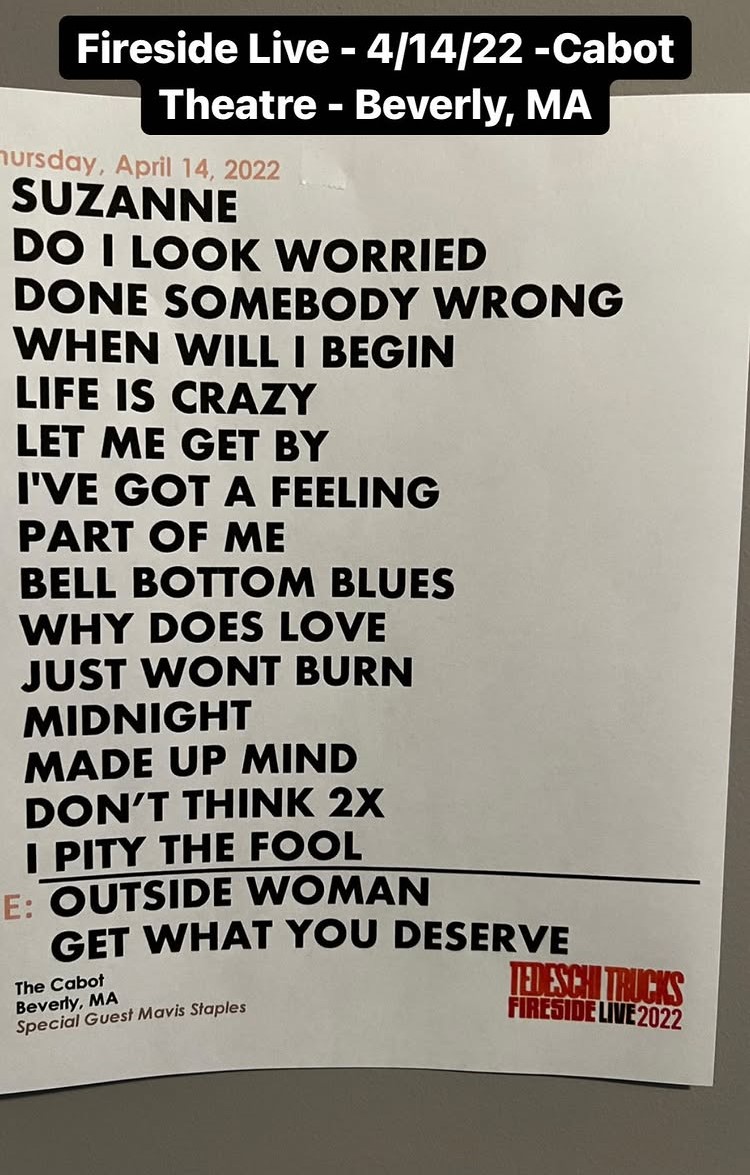 Fireside Live - 4/14/22 -Cabot
Theatre - Beverly, MA
hursday, April 14, 2022
SUZANNE
DO I LOOK WORRIED
DONE SOMEBODY WRONG
WHEN WILL I BEGIN
LIFE IS CRAZY
LET ME GET BY
I'VE GOT A FEELING
PART OF ME
BELL BOTTOM BLUES
WHY DOES LOVE
JUST WONT BURN
MIDNIGHT
MADE UP MIND
DON’T THINK 2X
I PITY THE FOOL
E: OUTSIDE WOMAN
GET WHAT YOU DESERVE
The Cabot
Beverly, MA
Special Guest Mavis Staples
TEDESCHI TRUCKS
FIRESIDE LIVE 2022